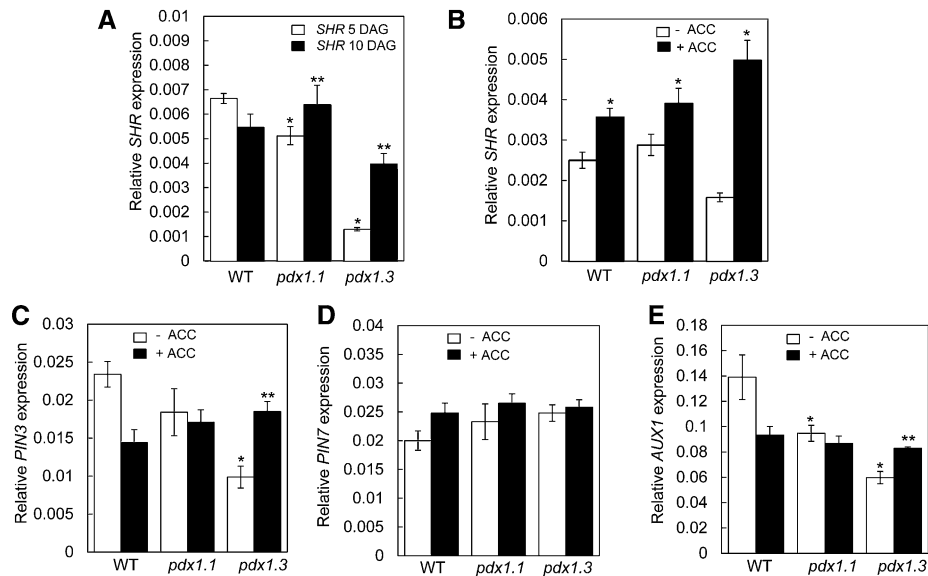 A
Relative SHR expression
0.01
0.009
0.008
0.007
0.006
0.005
0.004
0.003
0.002
0.001
0
SHR 5 DAG
SHR 10 DAG
*
**
*
**
WT
pdx1.1
pdx1.3
B
Relative SHR expression
0.006
0.005
0.004
0.003
0.002
0.001
0
- ACC
+ ACC
*
*
*
WT
pdx1.1
pdx1.3
C
Relative PIN3 expression
0.03
0.025
0.02
0.015
0.01
0.005
0
- ACC
+ ACC
*
**
WT
pdx1.1
pdx1.3
D
Relative PIN7 expression
0.04
0.035
0.03
0.025
0.02
0.01
0.005
0
- ACC
+ ACC
WT
pdx1.1
pdx1.3
E
Relative AUX1 expression
0.18
0.16
0.14
0.12
0.1
0.08
0.06
0.04
0.02
0
- ACC
+ ACC
*
*
**
WT
pdx1.1
pdx1.3